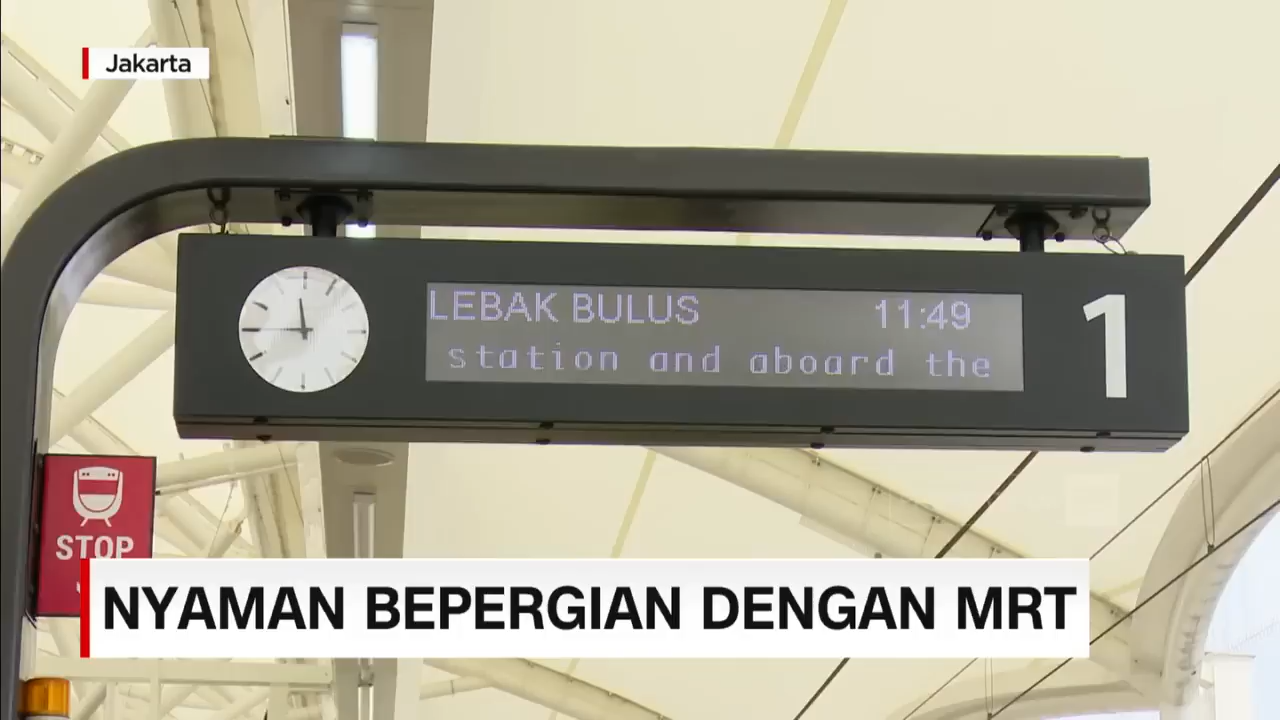 Jakarta
LEBAK BULUS 11:49
station and aboard the
1
STOP
NYAMAN BEPERGIAN DENGAN MRT